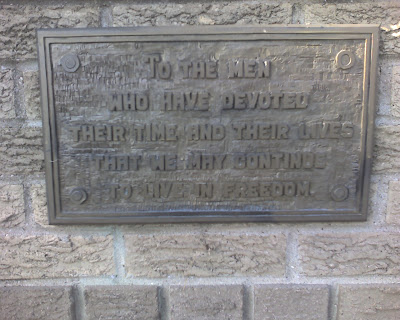 TO THE MEN
WHO HAVE DEVOTED
THEIR TIME AND THEIR LIVES
THAT WE MAY CONTINUE
TO LIVE IN FREEDOM.